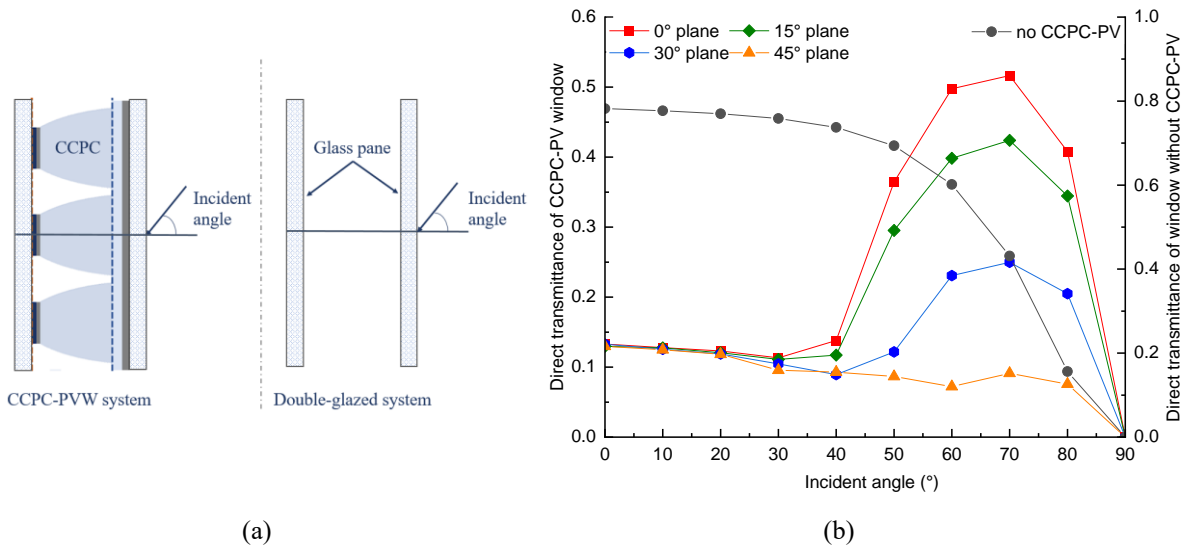 CCPC
Incident
angle
CCPC-PVW system
Glass pane
Incident
angle
Double-glazed system
(a)
0° plane
15° plane
30° plane
45° plane
no CCPC-PV
Direct transmittance of CCPC-PV window
0.6
0.5
0.4
0.3
0.2
0.1
0.0
Direct transmittance of window without CCPC-PV
1.0
0.8
0.6
0.4
0.2
0.0
0 10 20 30 40 50 60 70 80 90
Incident angle (°)
(b)